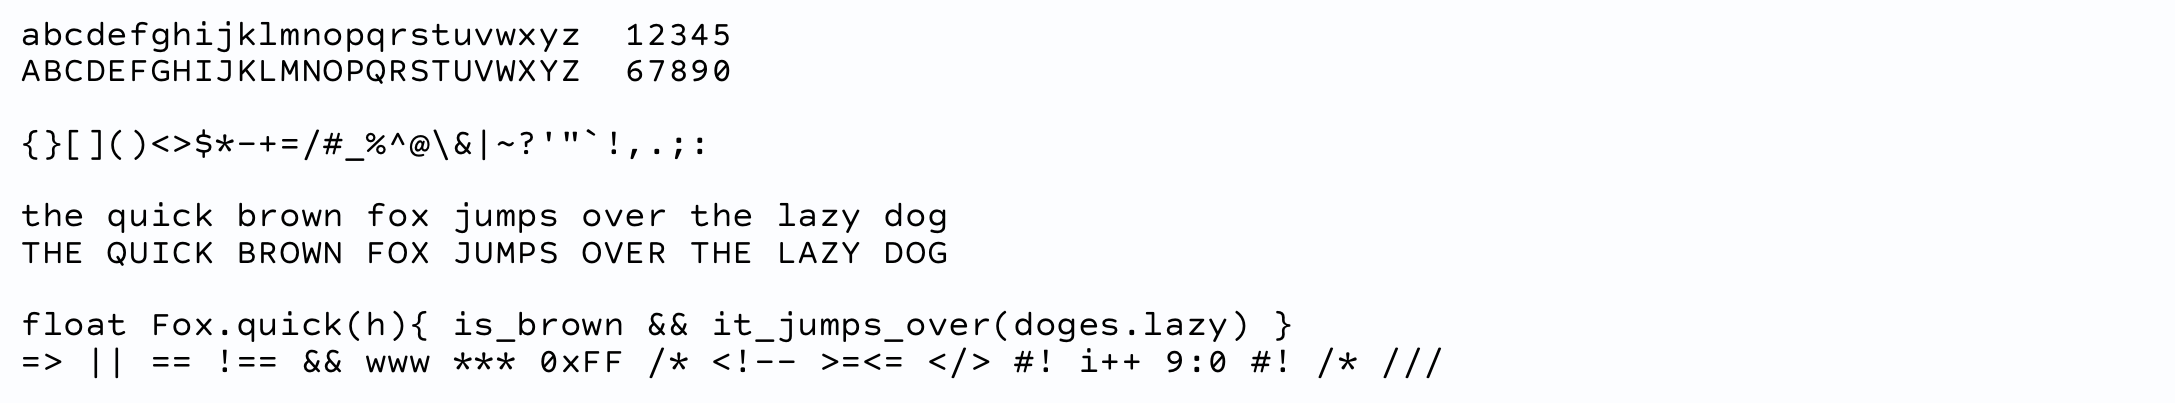 abcdefghijklmnopqrstuvwxyz  12345
ABCDEFGHIJKLMNOPQRSTUVWXYZ  67890
{}[]()<>$*-+=/#_%^@\&|~?'"`!,.;:
the quick brown fox jumps over the lazy dog
THE QUICK BROWN FOX JUMPS OVER THE LAZY DOG
float Fox.quick(h){ is_brown && it_jumps_over(doges.lazy) }
=> || == !== && www *** 0xFF /* <!-- >=<= </> #! i++ 9:0 #! /* ///